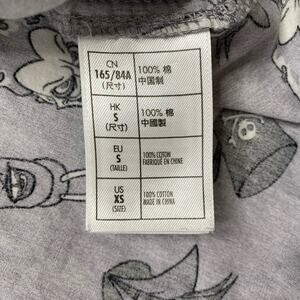 CN
165/84A
(尺寸)
100% 棉
中国制
HK
S
(尺寸)
100% 棉
中國製
EU
S
(TAILLE)
100% COTON
FABRIQUÉ EN CHINE
US
XS
(SIZE)
100% COTTON
MADE IN CHINA